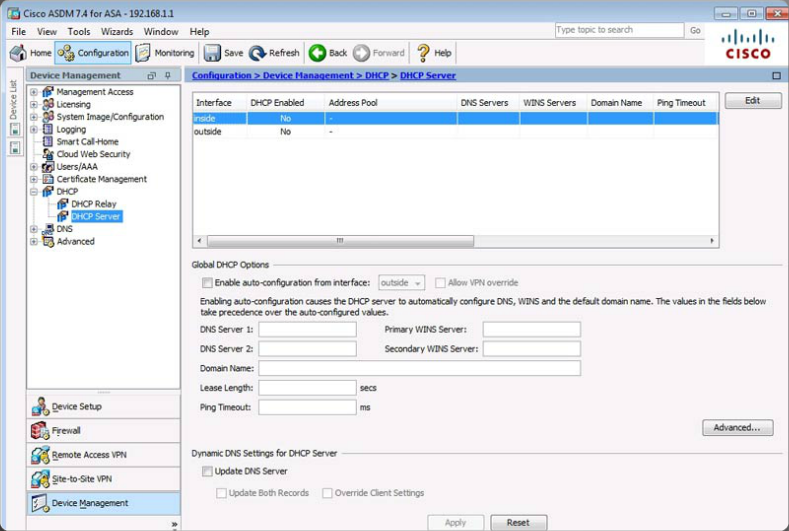 Cisco ASDM 7.4 for ASA - 192.168.1.1
File View Tools Wizards Window Help
Type topic to search Go
Home Configuration Monitoring Save Refresh Back Forward Help
CISCO
Device List
Device Management
Management Access
Licensing
System Image/Configuration
Logging
Smart Call-Home
Cloud Web Security
Users/AAA
Certificate Management
DHCP
DHCP Relay
DHCP Server
DNS
Advanced
Device Setup
Firewall
Remote Access VPN
Site-to-Site VPN
Device Management
»
Configuration > Device Management > DHCP > DHCP Server
Interface DHCP Enabled Address Pool DNS Servers WINS Servers Domain Name Ping Timeout
inside No -
outside No -
Edit
Global DHCP Options
Enable auto-configuration from interface: outside Allow VPN override
Enabling auto-configuration causes the DHCP server to automatically configure DNS, WINS and the default domain name. The values in the fields below
take precedence over the auto-configured values.
DNS Server 1: Primary WINS Server:
DNS Server 2: Secondary WINS Server:
Domain Name:
Lease Length: secs
Ping Timeout: ms
Advanced...
Dynamic DNS Settings for DHCP Server
Update DNS Server
Update Both Records Override Client Settings
Apply Reset